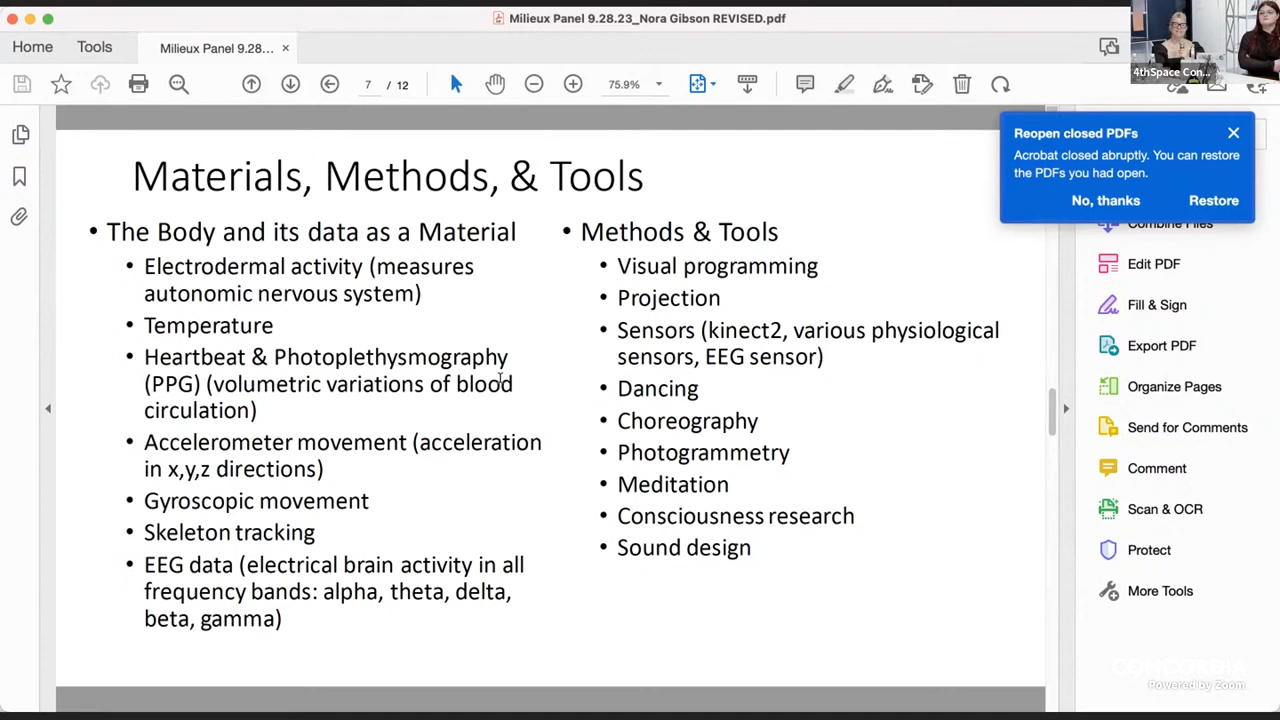 Milieux Panel 9.28.23_Nora Gibson REVISED.pdf
Home
Tools
Milieux Panel 9.28...
7 / 12
75.9%
4thSpace Con...
Reopen closed PDFs
Acrobat closed abruptly. You can restore
the PDFs you had open.
No, thanks
Restore
Materials, Methods, & Tools
• The Body and its data as a Material
• Electrodermal activity (measures
autonomic nervous system)
• Temperature
• Heartbeat & Photoplethysmography
(PPG) (volumetric variations of blood
circulation)
• Accelerometer movement (acceleration
in x,y,z directions)
• Gyroscopic movement
• Skeleton tracking
• EEG data (electrical brain activity in all
frequency bands: alpha, theta, delta,
beta, gamma)
• Methods & Tools
• Visual programming
• Projection
• Sensors (kinect2, various physiological
sensors, EEG sensor)
• Dancing
• Choreography
• Photogrammetry
• Meditation
• Consciousness research
• Sound design
Combine Files
Edit PDF
Fill & Sign
Export PDF
Organize Pages
Send for Comments
Comment
Scan & OCR
Protect
More Tools
CONCORDIA
Powered by Zoom